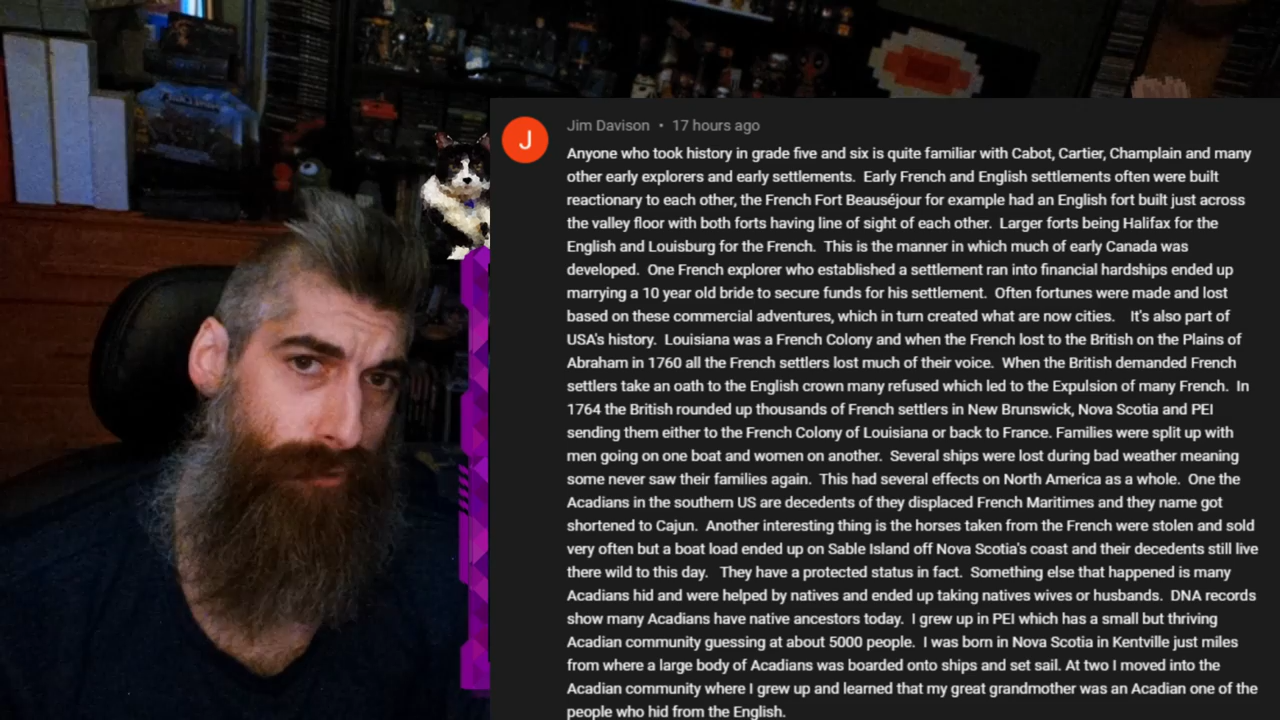 Jim Davison • 17 hours ago
J
Anyone who took history in grade five and six is quite familiar with Cabot, Cartier, Champlain and many
other early explorers and early settlements. Early French and English settlements often were built
reactionary to each other, the French Fort Beauséjour for example had an English fort built just across
the valley floor with both forts having line of sight of each other. Larger forts being Halifax for the
English and Louisburg for the French. This is the manner in which much of early Canada was
developed. One French explorer who established a settlement ran into financial hardships ended up
marrying a 10 year old bride to secure funds for his settlement. Often fortunes were made and lost
based on these commercial adventures, which in turn created what are now cities. It's also part of
USA's history. Louisiana was a French Colony and when the French lost to the British on the Plains of
Abraham in 1760 all the French settlers lost much of their voice. When the British demanded French
settlers take an oath to the English crown many refused which led to the Expulsion of many French. In
1764 the British rounded up thousands of French settlers in New Brunswick, Nova Scotia and PEI
sending them either to the French Colony of Louisiana or back to France. Families were split up with
men going on one boat and women on another. Several ships were lost during bad weather meaning
some never saw their families again. This had several effects on North America as a whole. One the
Acadians in the southern US are decedents of they displaced French Maritimes and they name got
shortened to Cajun. Another interesting thing is the horses taken from the French were stolen and sold
very often but a boat load ended up on Sable Island off Nova Scotia's coast and their decedents still live
there wild to this day. They have a protected status in fact. Something else that happened is many
Acadians hid and were helped by natives and ended up taking natives wives or husbands. DNA records
show many Acadians have native ancestors today. I grew up in PEI which has a small but thriving
Acadian community guessing at about 5000 people. I was born in Nova Scotia in Kentville just miles
from where a large body of Acadians was boarded onto ships and set sail. At two I moved into the
Acadian community where I grew up and learned that my great grandmother was an Acadian one of the
people who hid from the English.